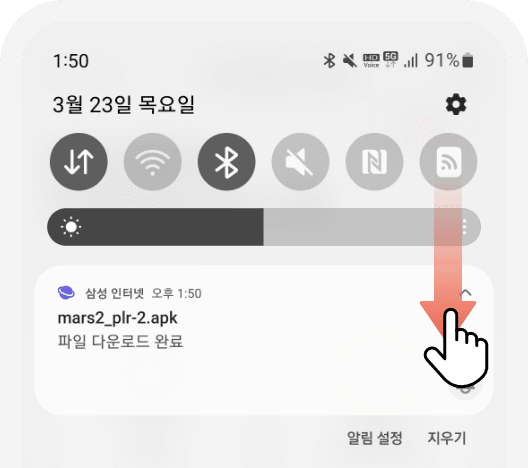 1:50 HD Voice 5G 91%
3월 23일 목요일
삼성 인터넷 오후 1:50
mars2_plr-2.apk
파일 다운로드 완료
알림 설정 지우기